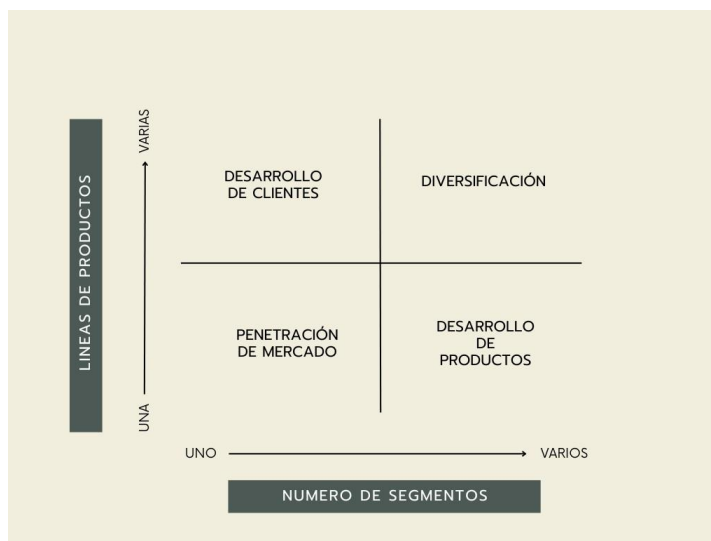 LINEAS DE PRODUCTOS
VARIAS
UNA
DESARROLLO
DE CLIENTES
DIVERSIFICACIÓN
PENETRACIÓN
DE MERCADO
DESARROLLO
DE
PRODUCTOS
UNO
VARIOS
NUMERO DE SEGMENTOS